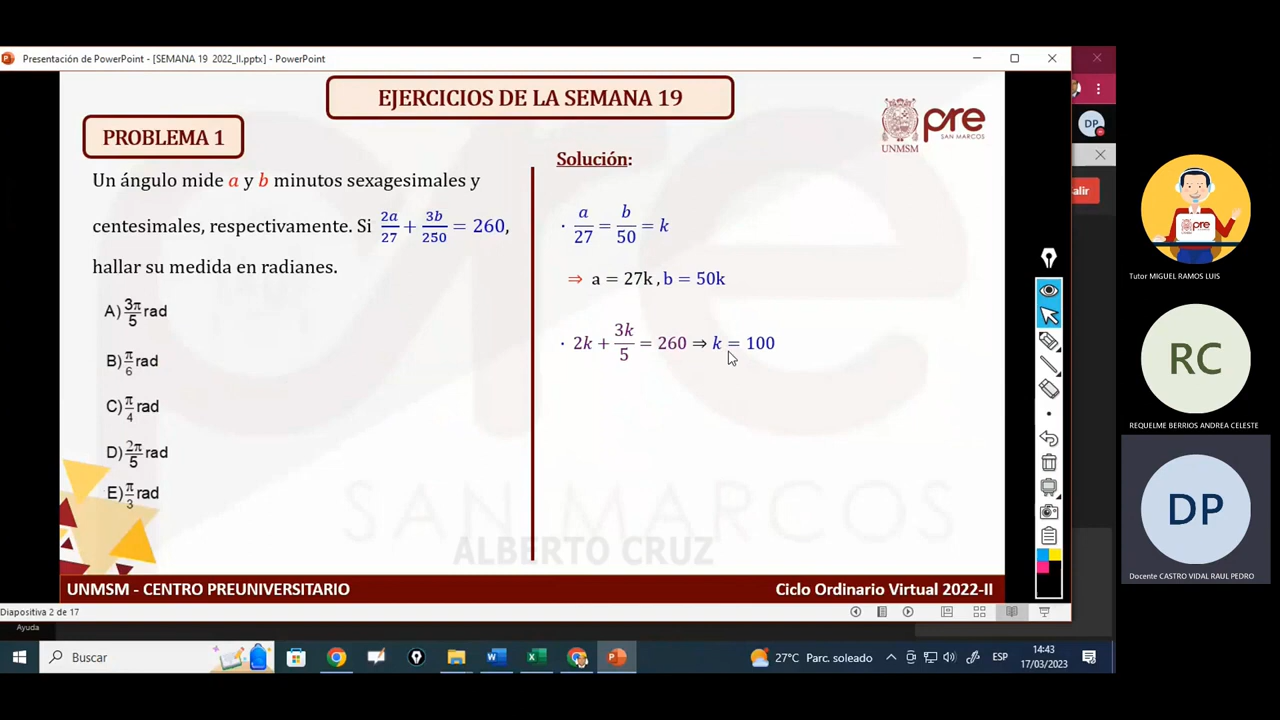 Presentación de PowerPoint - [SEMANA 19 2022_II.pptx] - PowerPoint
EJERCICIOS DE LA SEMANA 19
PROBLEMA 1
UNMSM
pre
SAN MARCOS
Un ángulo mide a y b minutos sexagesimales y
centesimales, respectivamente. Si 2a/27 + 3b/250 = 260,
hallar su medida en radianes.
A) 3π/5 rad
B) π/6 rad
C) π/4 rad
D) 2π/5 rad
E) π/3 rad
Solución:
· a/27 = b/50 = k
⇒ a = 27k , b = 50k
· 2k + 3k/5 = 260 ⇒ k = 100
SAN MARCOS
ALBERTO CRUZ
UNMSM - CENTRO PREUNIVERSITARIO
Ciclo Ordinario Virtual 2022-II
Diapositiva 2 de 17
Ayuda
DP
alir
pre
Tutor MIGUEL RAMOS LUIS
RC
REQUELME BERRIOS ANDREA CELESTE
DP
Docente CASTRO VIDAL RAUL PEDRO
Buscar
27°C Parc. soleado
ESP
14:43
17/03/2023